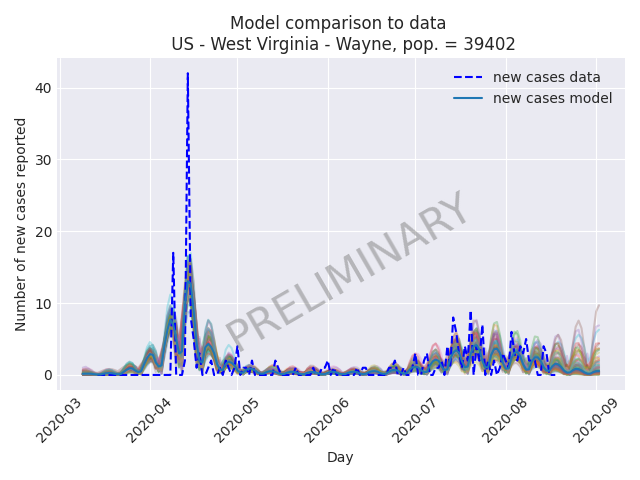 Model comparison to data
US - West Virginia - Wayne, pop. = 39402
new cases data
new cases model
Number of new cases reported
40
30
20
10
0
PRELIMINARY
2020-03
2020-04
2020-05
2020-06
2020-07
2020-08
2020-09
Day